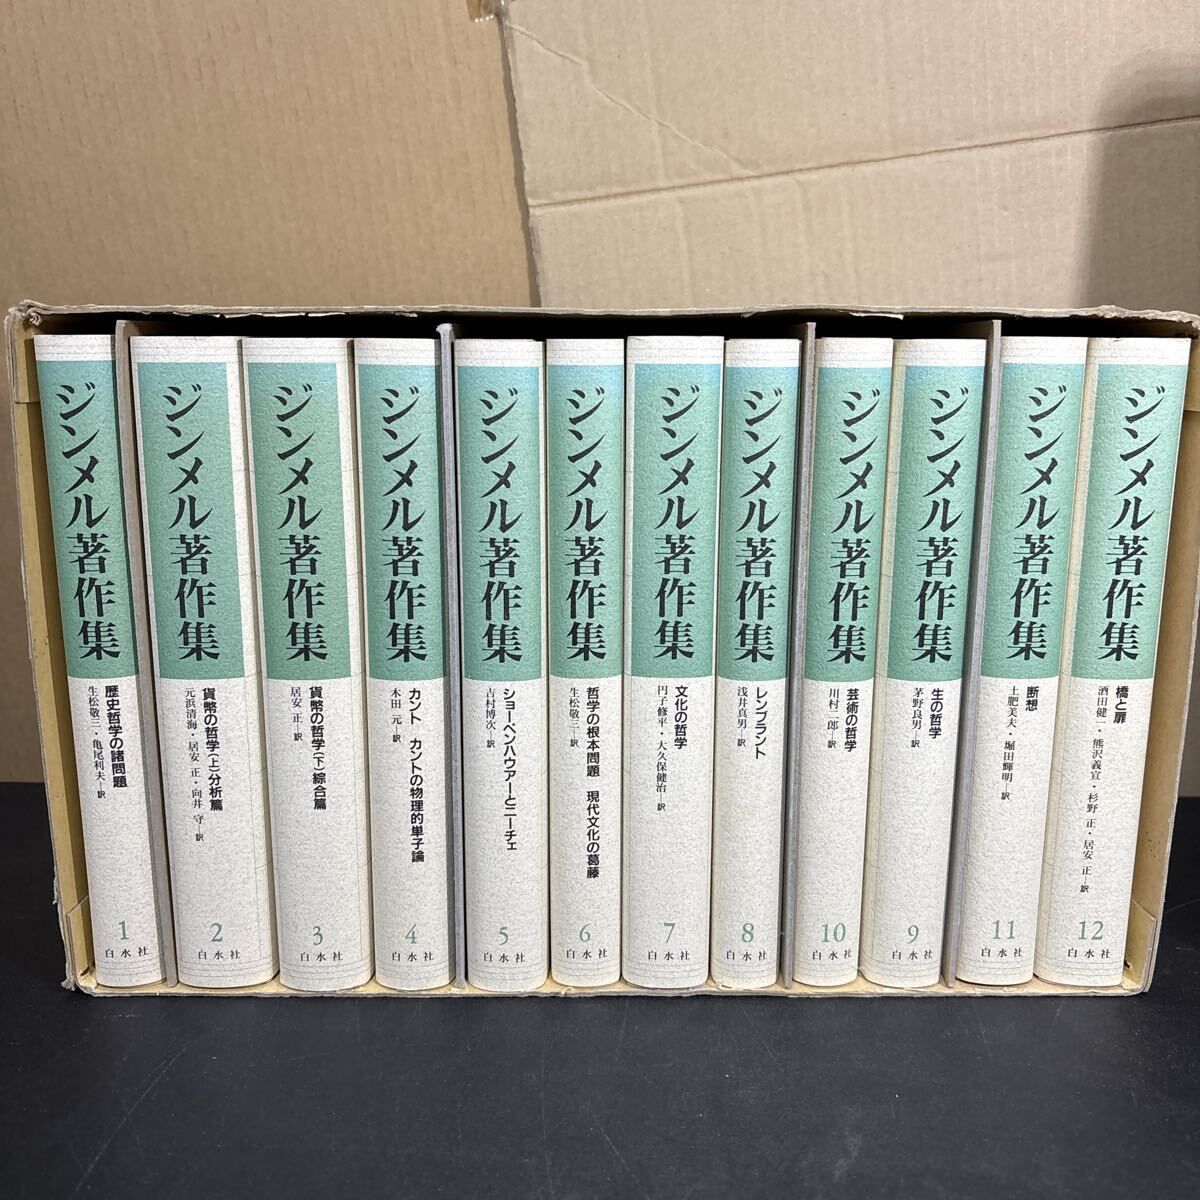 ジンメル著作集
歴史哲学の諸問題
生松敬三・亀尾利夫—訳
1
白水社
ジンメル著作集
貨幣の哲学(上)分析篇
元浜清海・居安 正・向井 守—訳
2
白水社
ジンメル著作集
貨幣の哲学(下)綜合篇
居安 正—訳
3
白水社
ジンメル著作集
カント カントの物理的単子論
木田 元—訳
4
白水社
ジンメル著作集
ショーペンハウアーとニーチェ
吉村博次—訳
5
白水社
ジンメル著作集
哲学の根本問題 現代文化の葛藤
生松敬三—訳
6
白水社
ジンメル著作集
文化の哲学
円子修平・大久保健治—訳
7
白水社
ジンメル著作集
レンブラント
浅井真男—訳
8
白水社
ジンメル著作集
芸術の哲学
川村二郎—訳
10
白水社
ジンメル著作集
生の哲学
茅野良男—訳
9
白水社
ジンメル著作集
断想
土肥美夫・堀田輝明—訳
11
白水社
ジンメル著作集
橋と扉
酒田健一・熊沢義宣・杉野 正・居安 正—訳
12
白水社